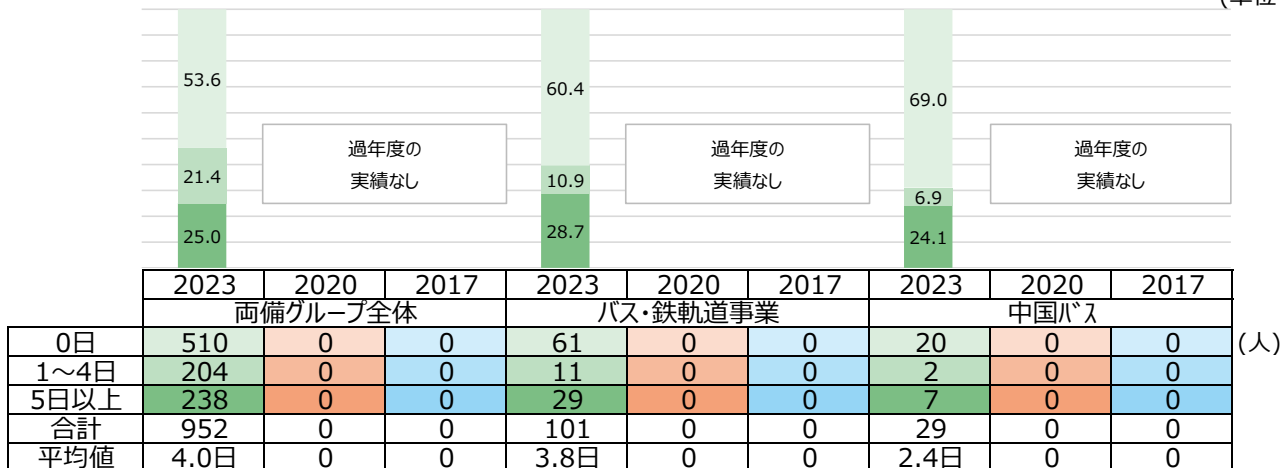 (単位
53.6
60.4
69.0
過年度の
実績なし
過年度の
実績なし
過年度の
実績なし
21.4
10.9
6.9
25.0
28.7
24.1
2023 2020 2017 2023 2020 2017 2023 2020 2017
両備グループ全体 バス・鉄軌道事業 中国バス
0日 510 0 0 61 0 0 20 0 0 (人)
1～4日 204 0 0 11 0 0 2 0 0
5日以上 238 0 0 29 0 0 7 0 0
合計 952 0 0 101 0 0 29 0 0
平均値 4.0日 0 0 3.8日 0 0 2.4日 0 0